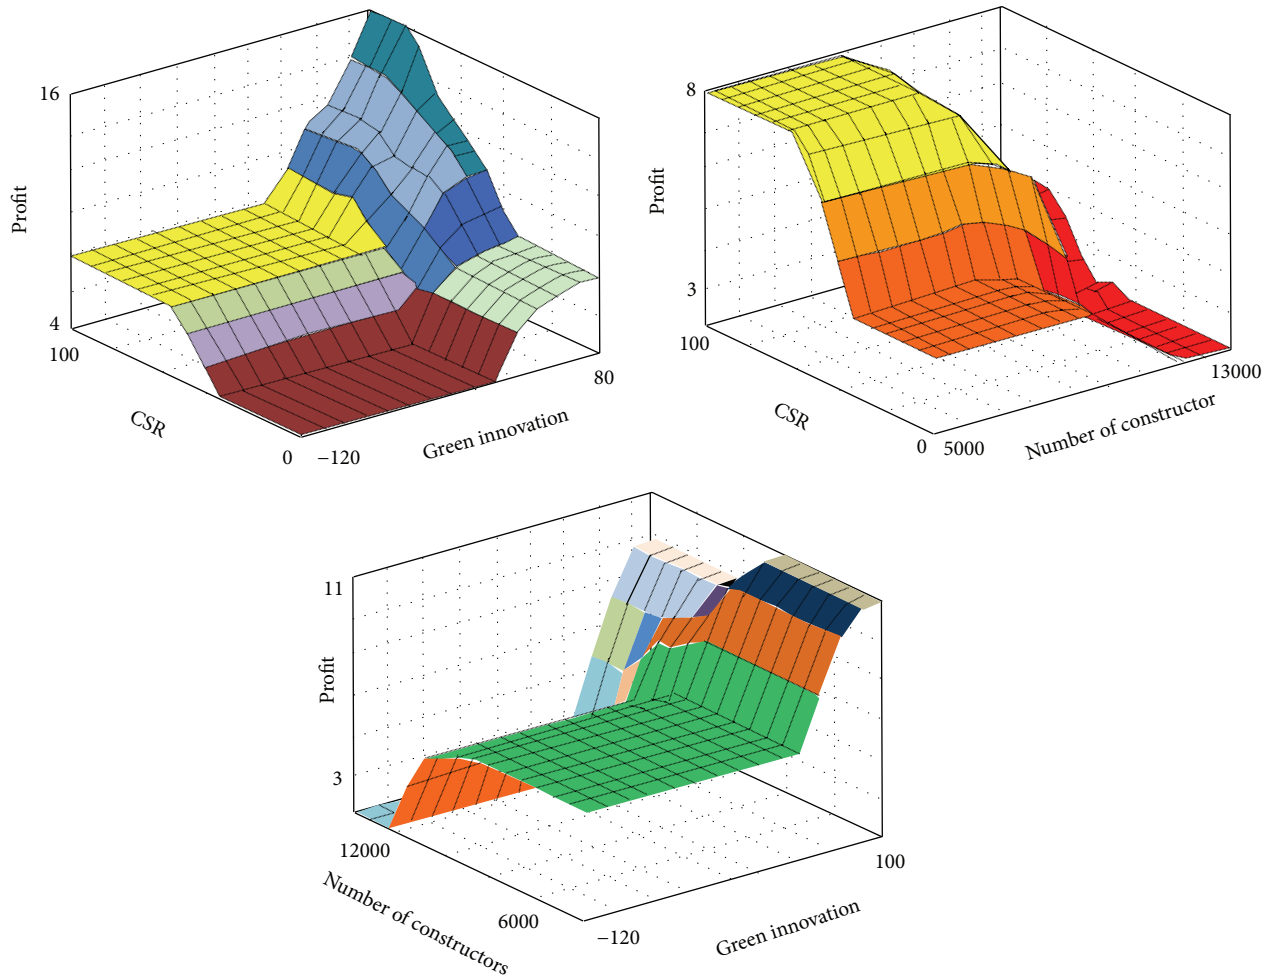 16
Profit
4
100
CSR
0
−120
Green innovation
80
8
Profit
3
100
CSR
0
5000
Number of constructor
13000
11
Profit
3
12000
Number of constructors
6000
−120
Green innovation
100